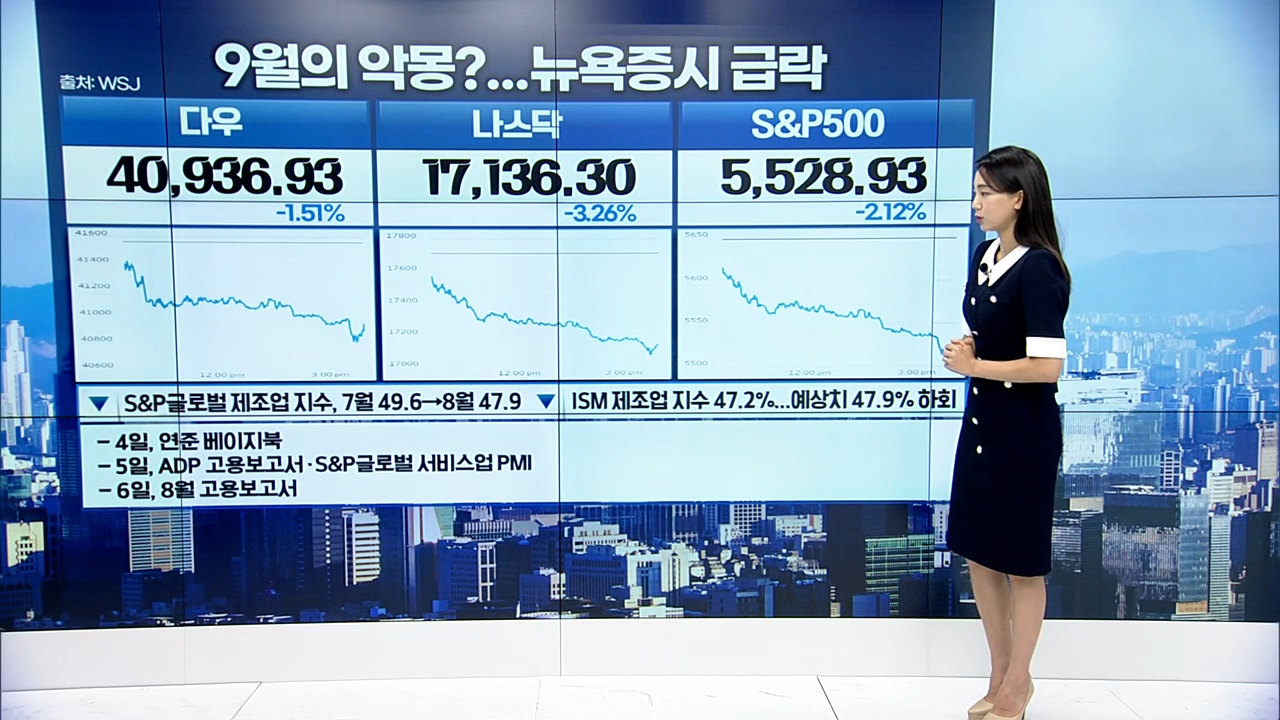 9월의 악몽?...뉴욕증시 급락
출처: WSJ
다우
40,936.93
-1.51%
나스닥
17,136.30
-3.26%
S&P500
5,528.93
-2.12%
41600
41400
41200
41000
40800
40600
12:00 pm
3:00 pm
17800
17600
17400
17200
17000
12:00 pm
3:00 pm
5650
5600
5550
5500
12:00 pm
3:00 pm
▼ S&P글로벌 제조업 지수, 7월 49.6→8월 47.9 ▼ ISM 제조업 지수 47.2%...예상치 47.9% 하회
- 4일, 연준 베이지북
- 5일, ADP 고용보고서·S&P글로벌 서비스업 PMI
- 6일, 8월 고용보고서